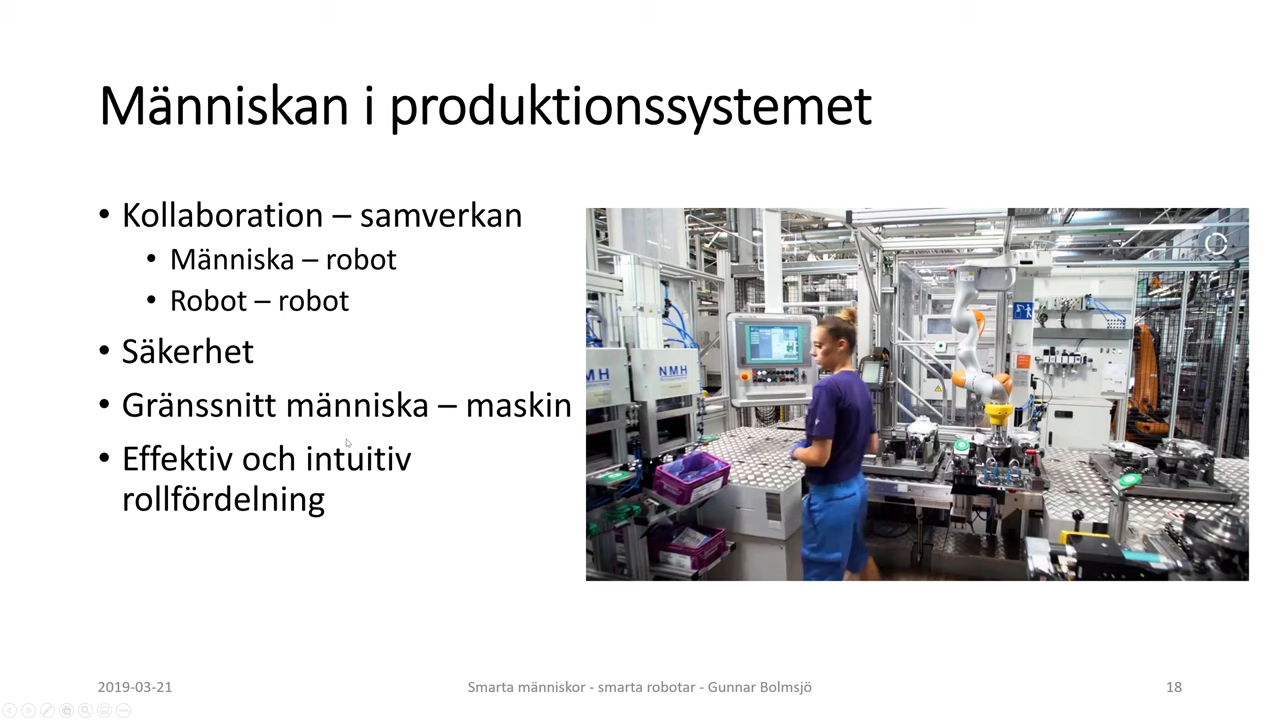 Människan i produktionssystemet
• Kollaboration – samverkan
• Människa – robot
• Robot – robot
• Säkerhet
• Gränssnitt människa – maskin
• Effektiv och intuitiv
rollfördelning
NMH
NMH
2019-03-21
Smarta människor - smarta robotar - Gunnar Bolmsjö
18